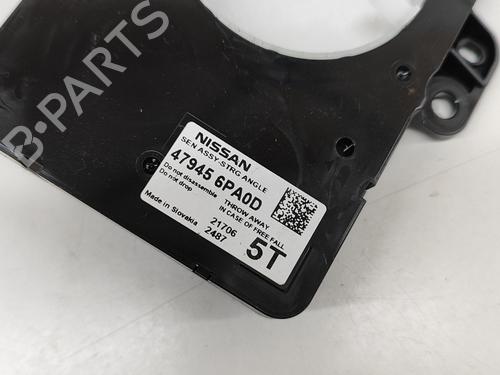 B-PARTS
NISSAN
SEN ASSY-STRG ANGLE
47945 6PA0D
Do not disassemble
Do not drop
THROW AWAY
IN CASE OF FREE FALL
Made in Slovakia
21706
2487
5T